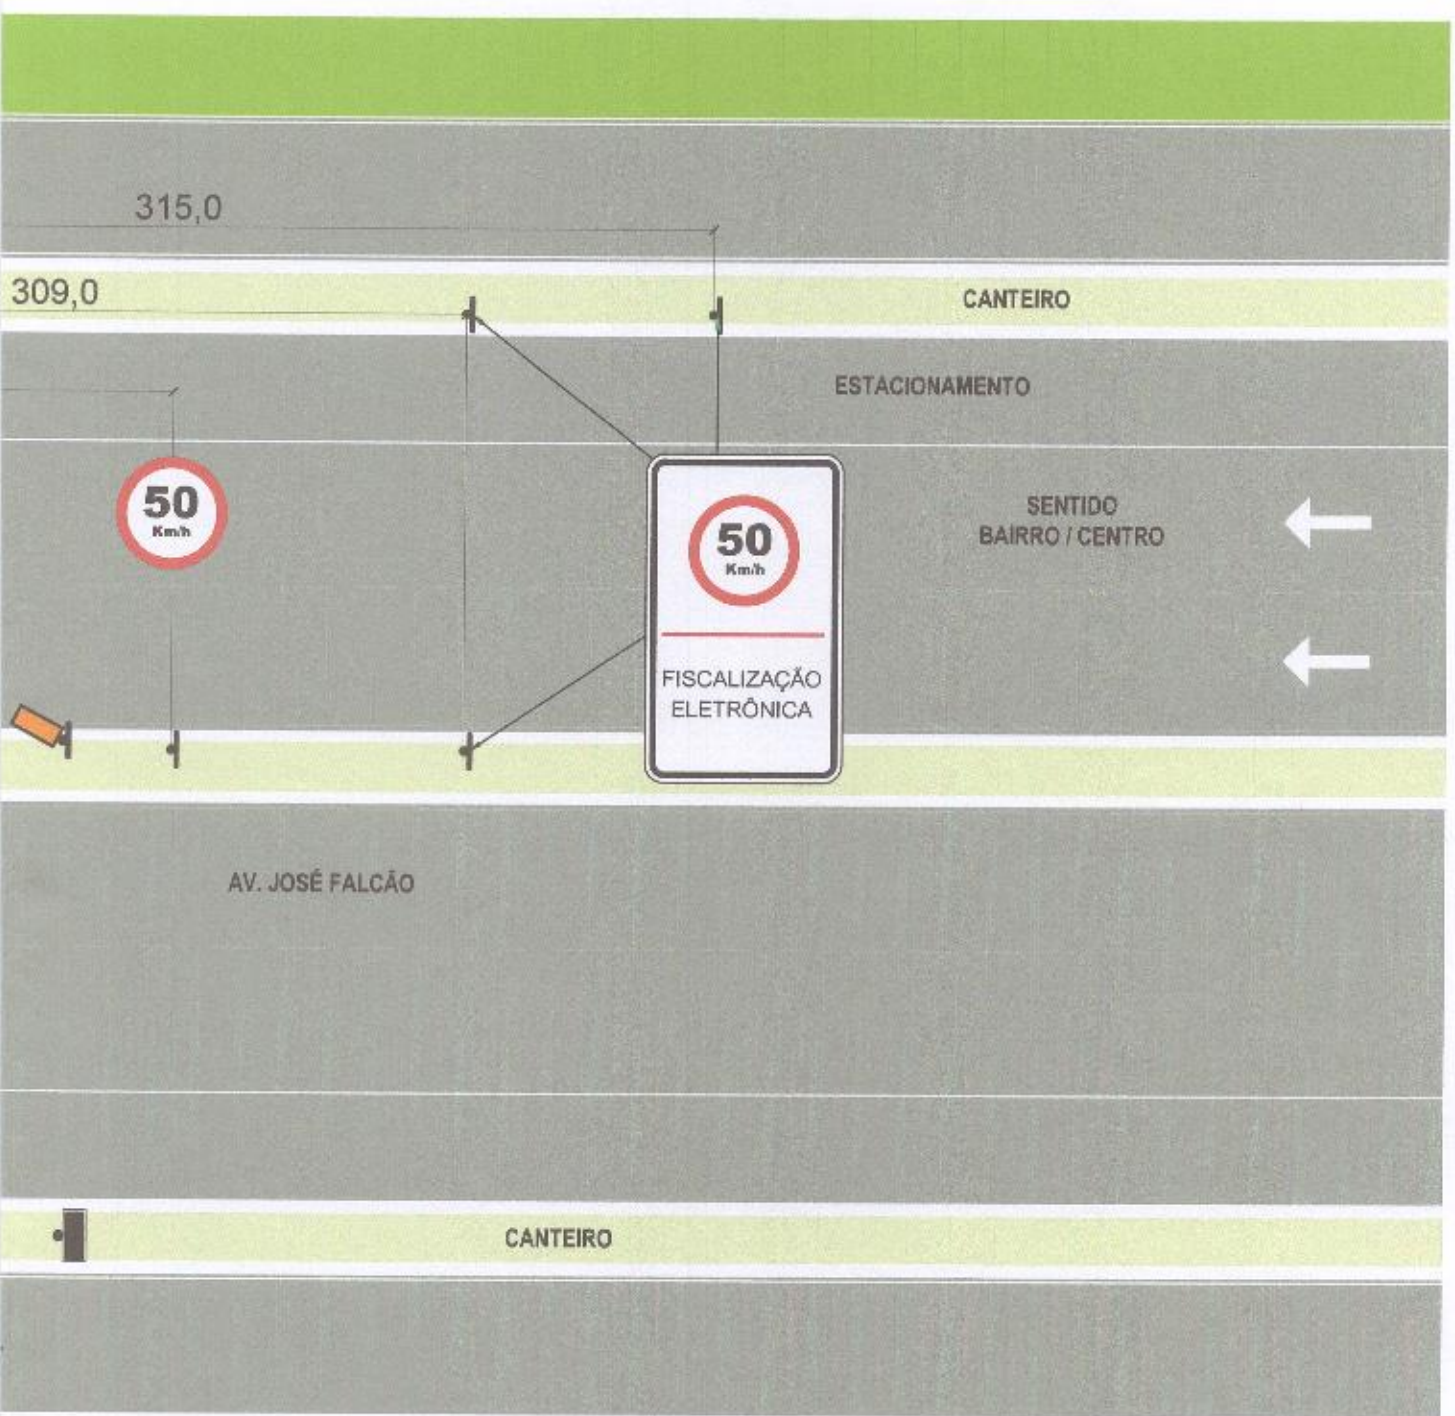 315,0
309,0
CANTEIRO
ESTACIONAMENTO
50
Km/h
50
Km/h
SENTIDO
BAIRRO / CENTRO
FISCALIZAÇÃO
ELETRÔNICA
AV. JOSÉ FALCÃO
CANTEIRO